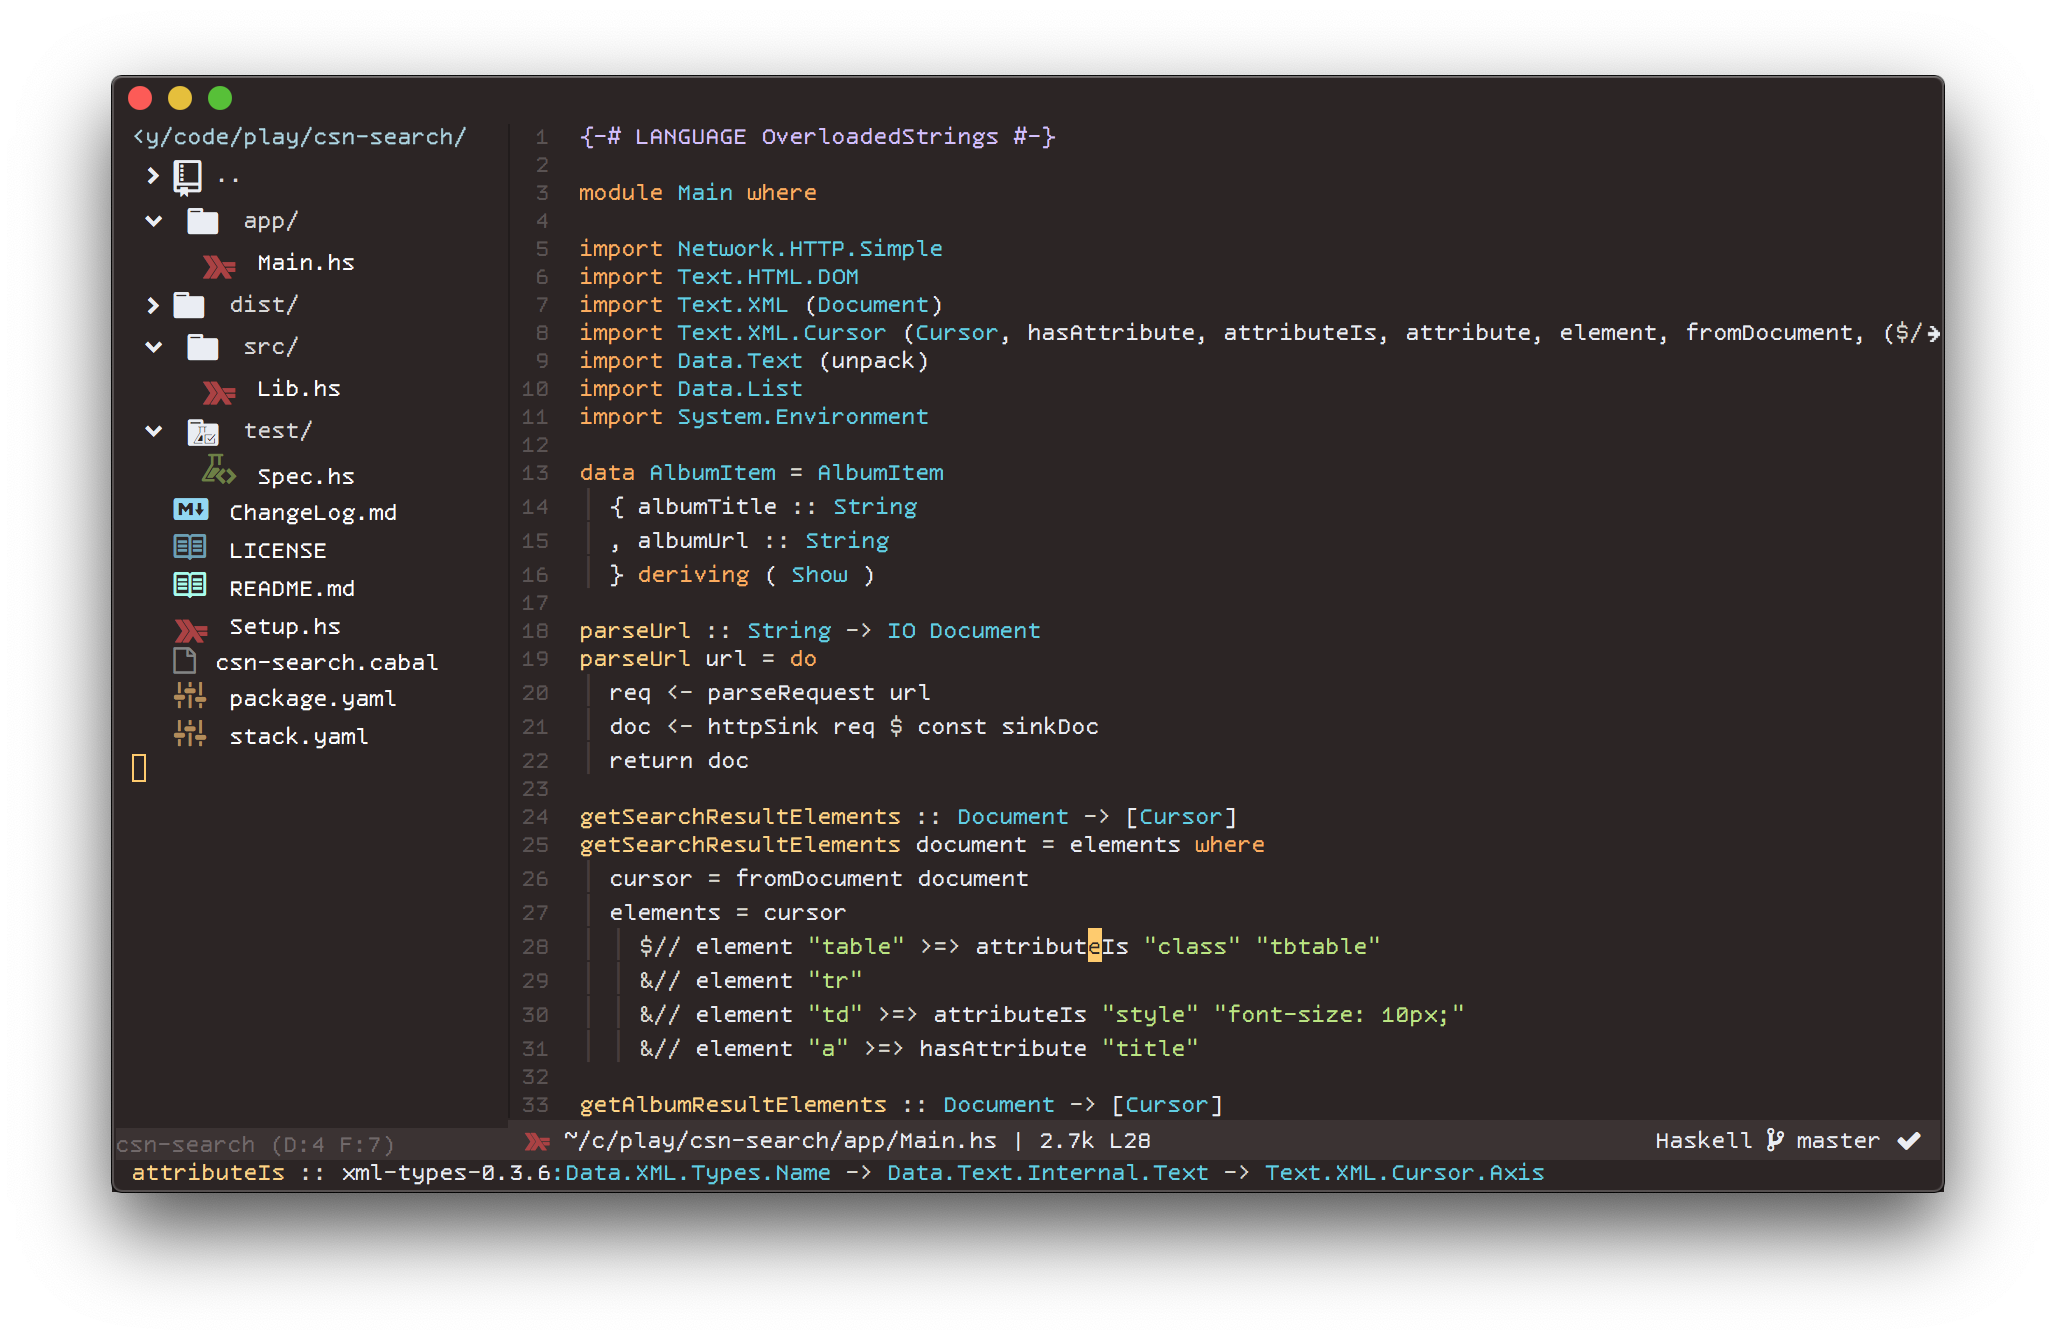 <y/code/play/csn-search/
..
app/
Main.hs
dist/
src/
Lib.hs
test/
Spec.hs
M↓ ChangeLog.md
LICENSE
README.md
Setup.hs
csn-search.cabal
package.yaml
stack.yaml
csn-search (D:4 F:7)
1 {-# LANGUAGE OverloadedStrings #-}
2
3 module Main where
4
5 import Network.HTTP.Simple
6 import Text.HTML.DOM
7 import Text.XML (Document)
8 import Text.XML.Cursor (Cursor, hasAttribute, attributeIs, attribute, element, fromDocument, ($/→
9 import Data.Text (unpack)
10 import Data.List
11 import System.Environment
12
13 data AlbumItem = AlbumItem
14 { albumTitle :: String
15 , albumUrl :: String
16 } deriving ( Show )
17
18 parseUrl :: String -> IO Document
19 parseUrl url = do
20 req <- parseRequest url
21 doc <- httpSink req $ const sinkDoc
22 return doc
23
24 getSearchResultElements :: Document -> [Cursor]
25 getSearchResultElements document = elements where
26 cursor = fromDocument document
27 elements = cursor
28 $// element "table" >=> attributeIs "class" "tbtable"
29 &// element "tr"
30 &// element "td" >=> attributeIs "style" "font-size: 10px;"
31 &// element "a" >=> hasAttribute "title"
32
33 getAlbumResultElements :: Document -> [Cursor]
~/c/play/csn-search/app/Main.hs | 2.7k L28 Haskell master ✔
attributeIs :: xml-types-0.3.6:Data.XML.Types.Name -> Data.Text.Internal.Text -> Text.XML.Cursor.Axis